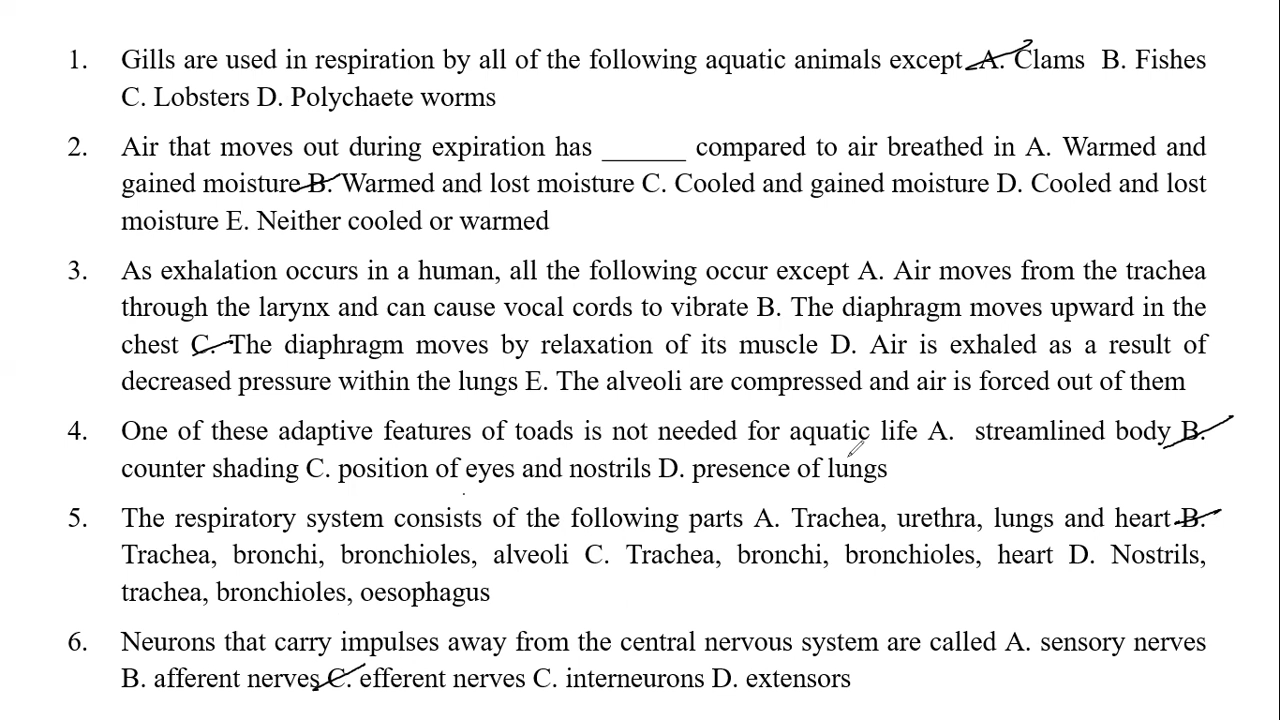 1. Gills are used in respiration by all of the following aquatic animals except A. Clams B. Fishes
C. Lobsters D. Polychaete worms
2. Air that moves out during expiration has ______ compared to air breathed in A. Warmed and
gained moisture B. Warmed and lost moisture C. Cooled and gained moisture D. Cooled and lost
moisture E. Neither cooled or warmed
3. As exhalation occurs in a human, all the following occur except A. Air moves from the trachea
through the larynx and can cause vocal cords to vibrate B. The diaphragm moves upward in the
chest C. The diaphragm moves by relaxation of its muscle D. Air is exhaled as a result of
decreased pressure within the lungs E. The alveoli are compressed and air is forced out of them
4. One of these adaptive features of toads is not needed for aquatic life A. streamlined body B.
counter shading C. position of eyes and nostrils D. presence of lungs
5. The respiratory system consists of the following parts A. Trachea, urethra, lungs and heart B.
Trachea, bronchi, bronchioles, alveoli C. Trachea, bronchi, bronchioles, heart D. Nostrils,
trachea, bronchioles, oesophagus
6. Neurons that carry impulses away from the central nervous system are called A. sensory nerves
B. afferent nerves C. efferent nerves C. interneurons D. extensors